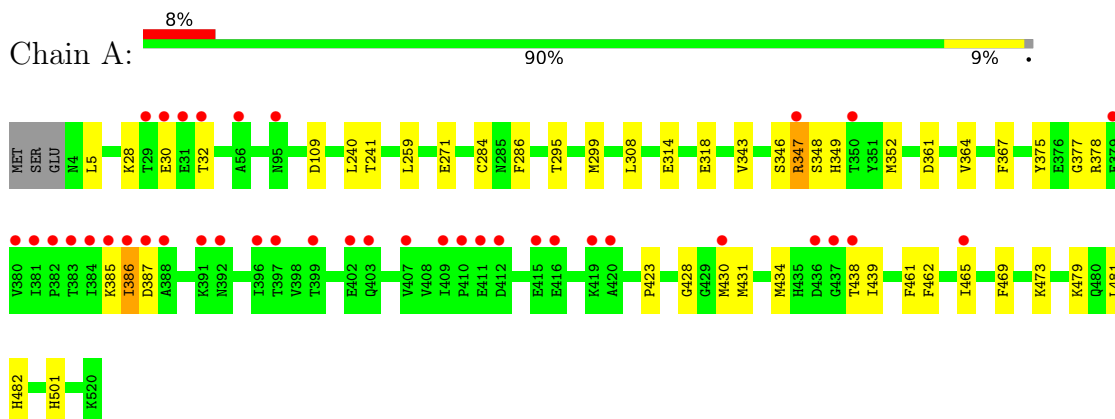 8%
Chain A:
90% 9% •
MET SER GLU N4 L5 K28 T29 E30 E31 T32 A56 N95 D109 L240 T241 L259 E271 C284 N285 F286 T295 M299 L308 E314 E318 V343 S346 R347 S348 H349 T350 Y351 M352 D361 V364 F367 Y375 E376 G377 R378 E379
V380 I381 P382 T383 I384 K385 I386 D387 A388 K391 N392 I396 T397 V398 T399 E402 Q403 V407 V408 I409 P410 E411 D412 E415 E416 K419 A420 P423 G428 G429 M430 M431 M434 H435 D436 G437 T438 I439 F461 F462 I465 F469 K473 K479 Q480 L481
H482 H501 K520